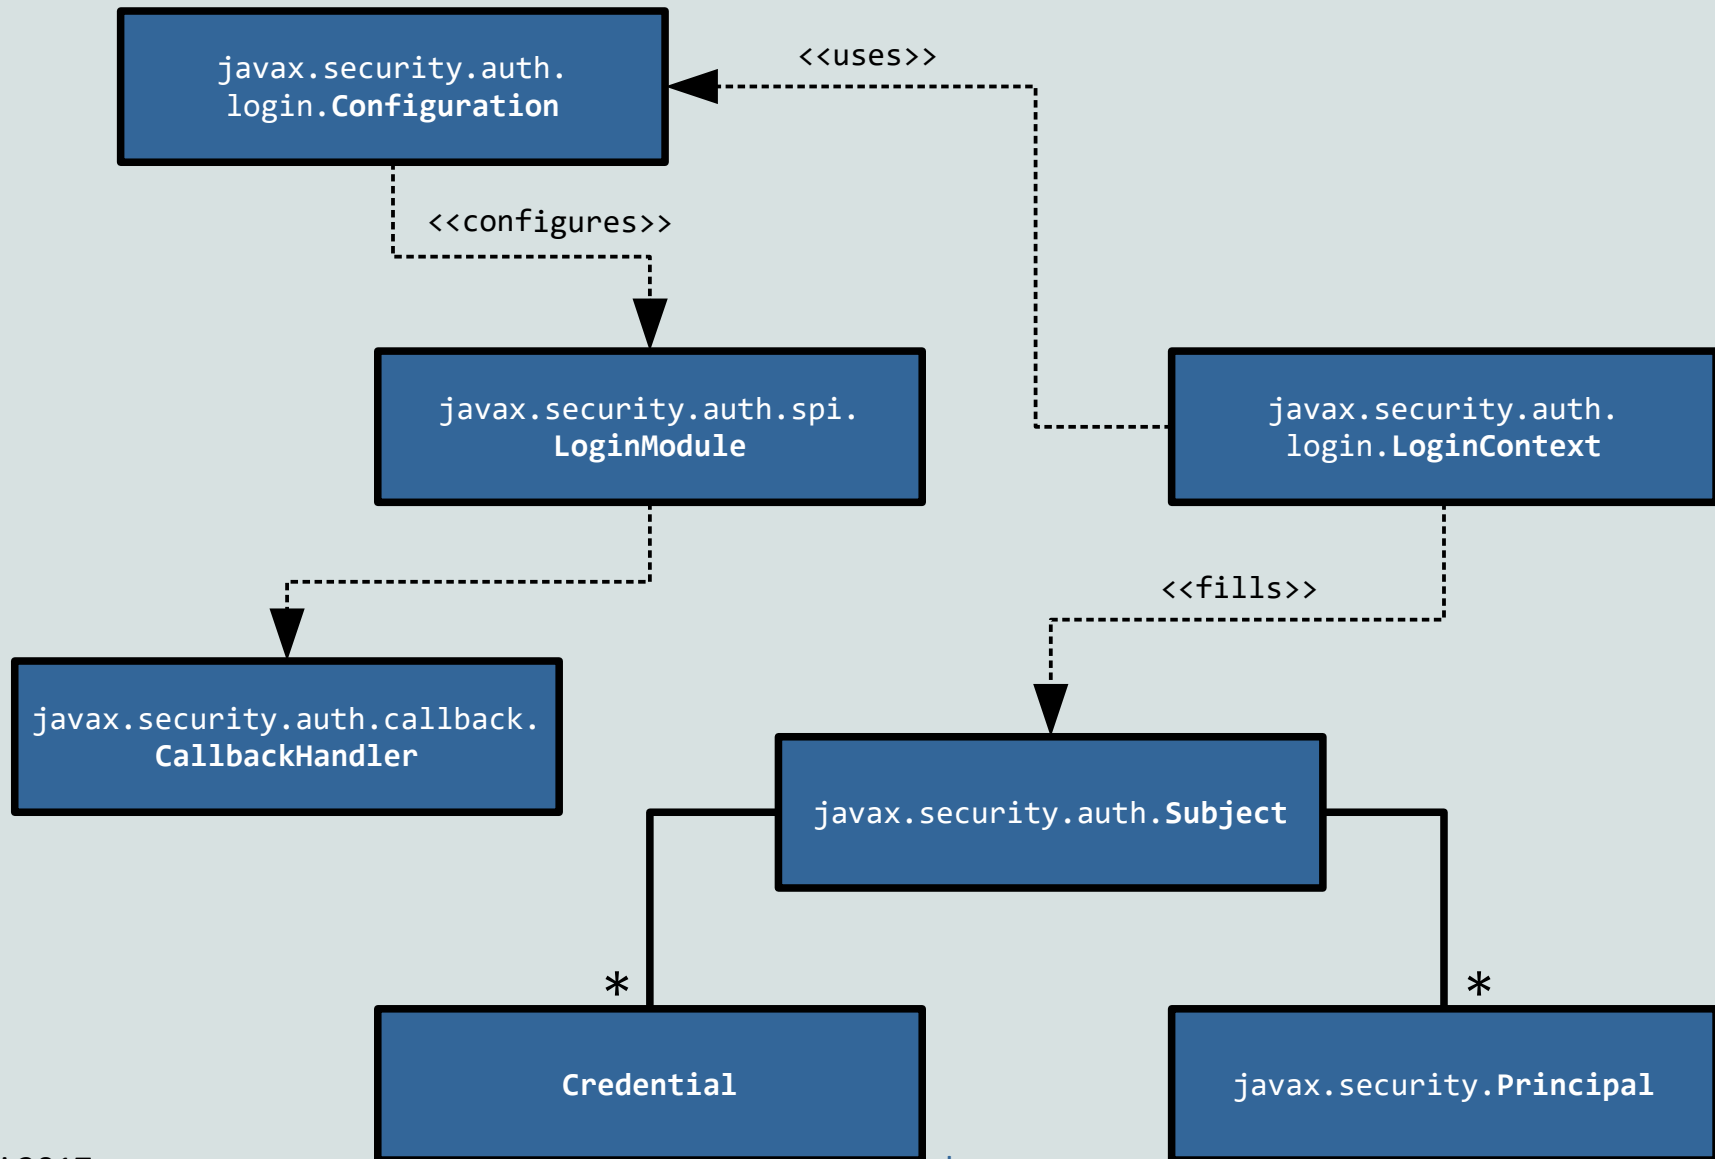 <<uses>>
javax.security.auth.
login.Configuration
<<configures>>
javax.security.auth.spi.
LoginModule
javax.security.auth.
login.LoginContext
<<fills>>
javax.security.auth.callback.
CallbackHandler
javax.security.auth.Subject
*
*
Credential
javax.security.Principal